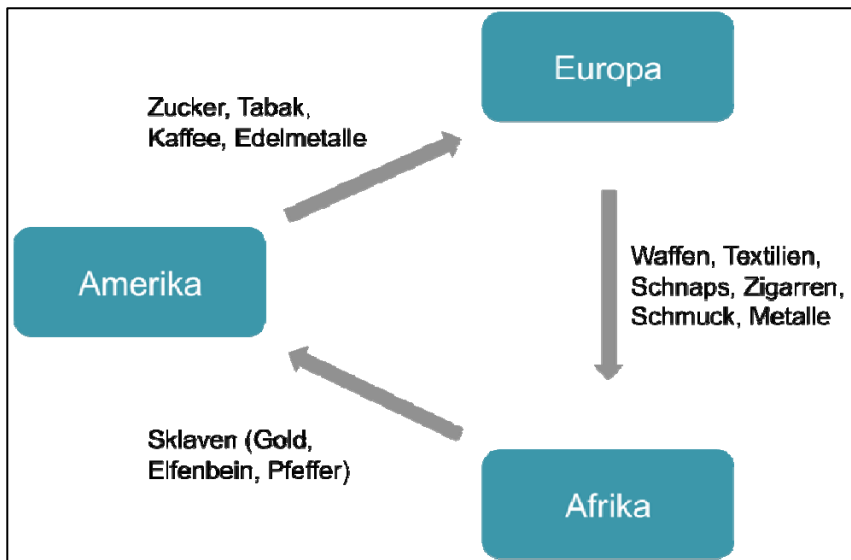 Europa
Zucker, Tabak,
Kaffee, Edelmetalle
Amerika
Waffen, Textilien,
Schnaps, Zigarren,
Schmuck, Metalle
Sklaven (Gold,
Elfenbein, Pfeffer)
Afrika